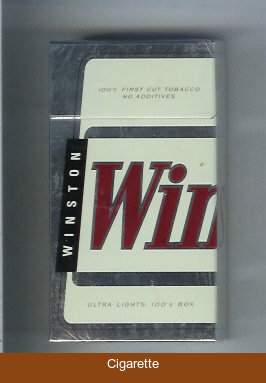 100% FIRST CUT TOBACCO
NO ADDITIVES
WINSTON
Win
ULTRA LIGHTS 100's BOX
Cigarette